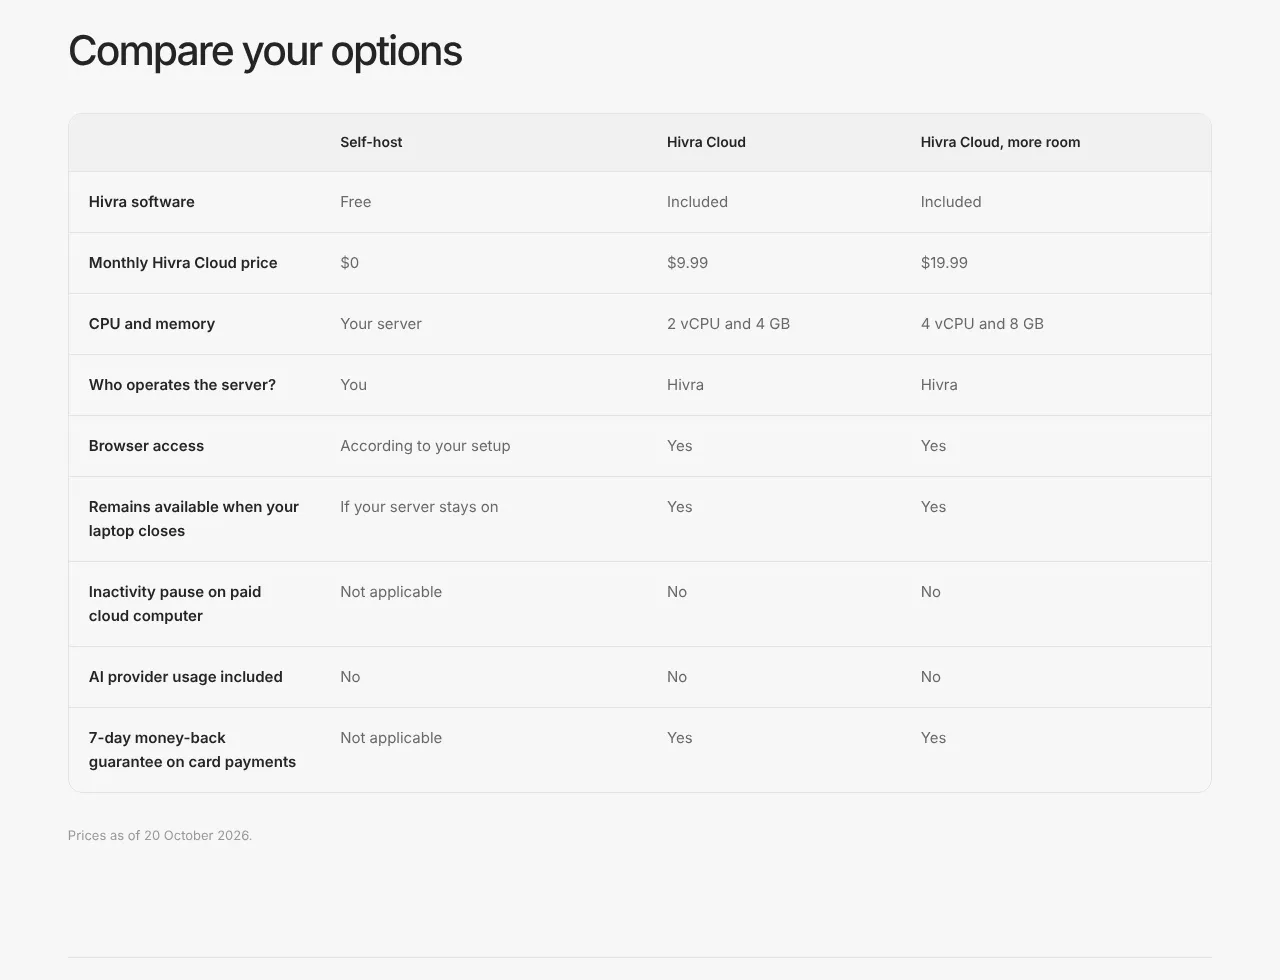 Compare your options
Self-host
Hivra Cloud
Hivra Cloud, more room
Hivra software
Free
Included
Included
Monthly Hivra Cloud price
$0
$9.99
$19.99
CPU and memory
Your server
2 vCPU and 4 GB
4 vCPU and 8 GB
Who operates the server?
You
Hivra
Hivra
Browser access
According to your setup
Yes
Yes
Remains available when your
laptop closes
If your server stays on
Yes
Yes
Inactivity pause on paid
cloud computer
Not applicable
No
No
AI provider usage included
No
No
No
7-day money-back
guarantee on card payments
Not applicable
Yes
Yes
Prices as of 20 October 2026.